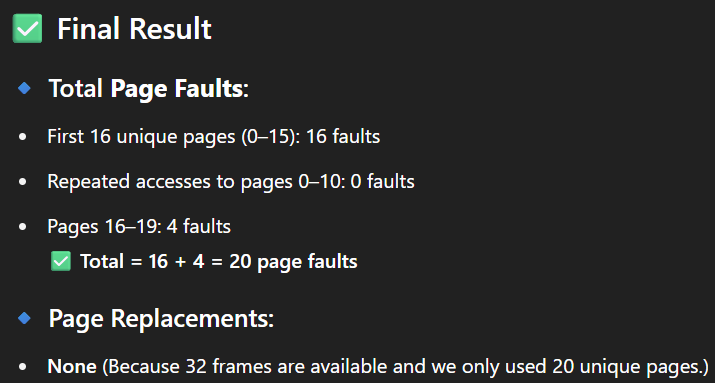 ✅ Final Result
🔹 Total Page Faults:
• First 16 unique pages (0–15): 16 faults
• Repeated accesses to pages 0–10: 0 faults
• Pages 16–19: 4 faults
✅ Total = 16 + 4 = 20 page faults
🔹 Page Replacements:
• None (Because 32 frames are available and we only used 20 unique pages.)